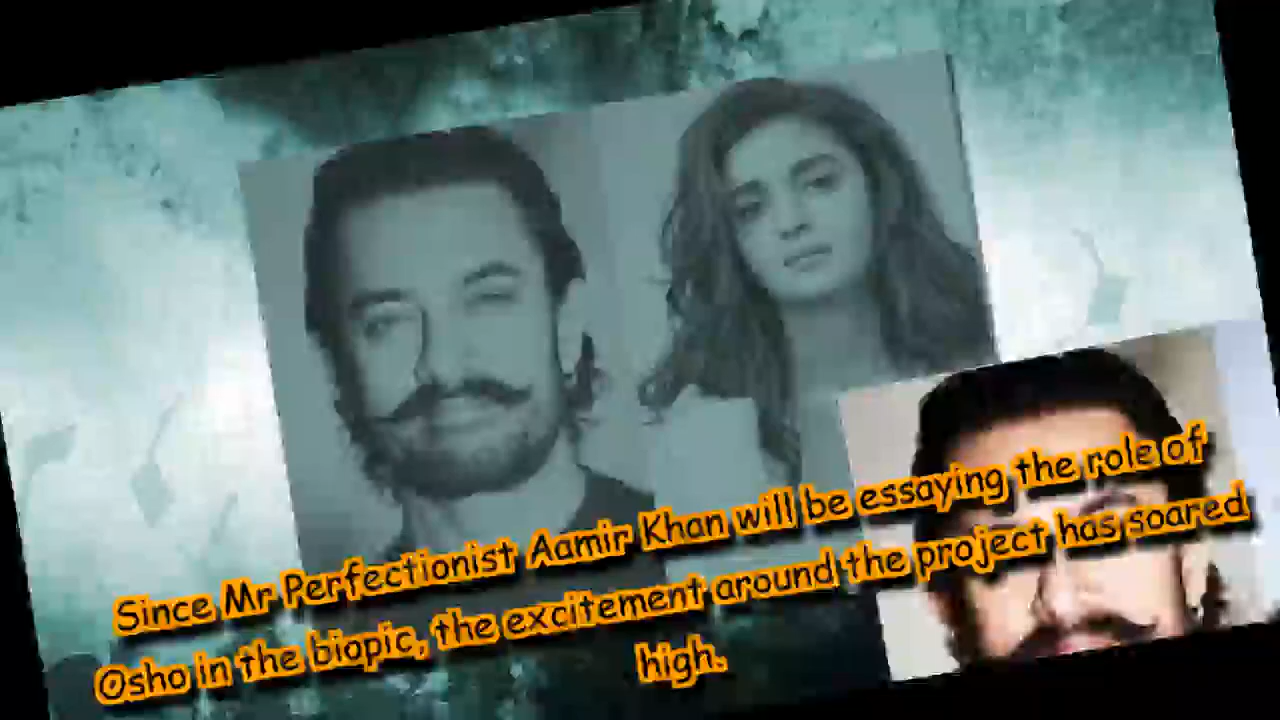 Since Mr Perfectionist Aamir Khan will be essaying the role of
Osho in the biopic, the excitement around the project has soared
high.